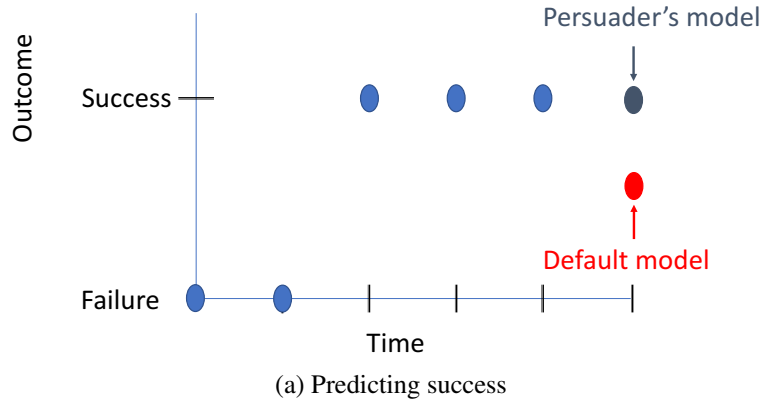 Persuader's model
Outcome
Success
Default model
Failure
Time
(a) Predicting success